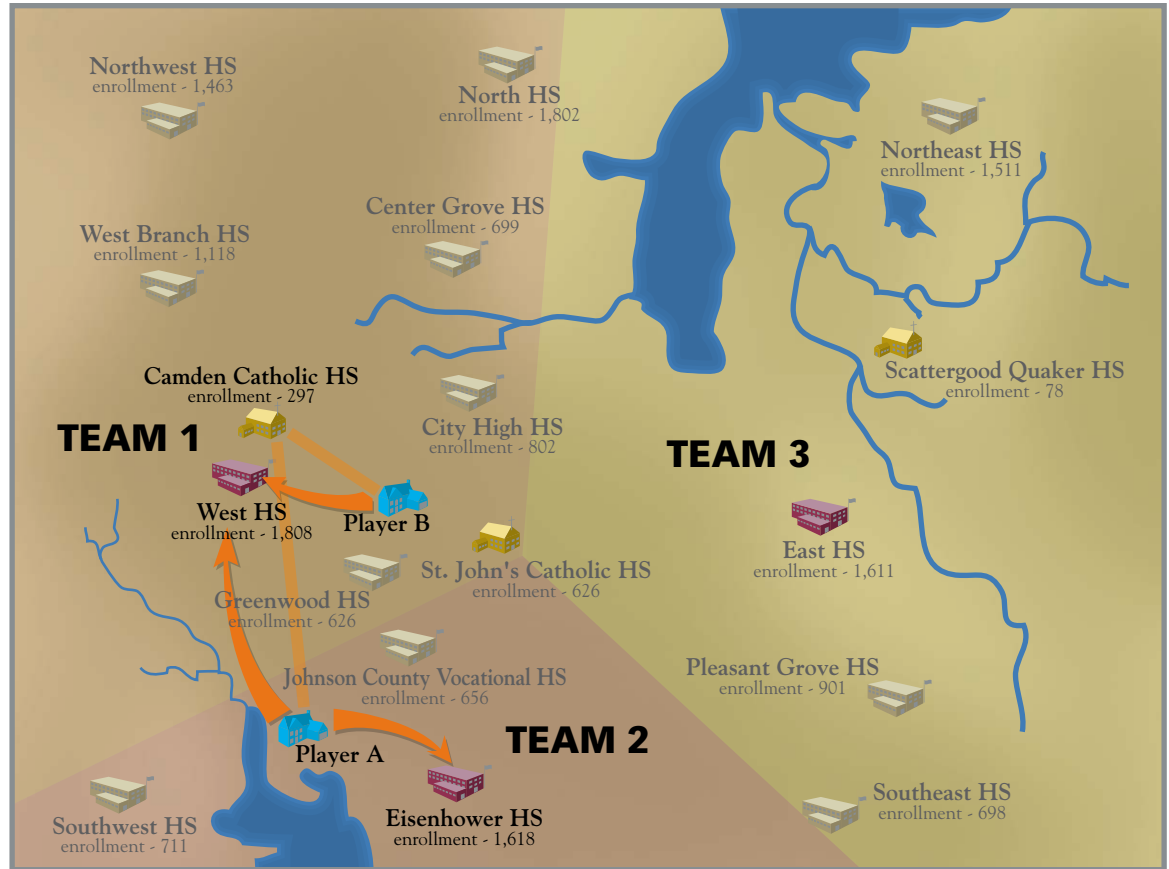 Northwest HS
enrollment - 1,463
North HS
enrollment - 1,802
Northeast HS
enrollment - 1,511
Center Grove HS
enrollment - 699
West Branch HS
enrollment - 1,118
Scattergood Quaker HS
enrollment - 78
Camden Catholic HS
enrollment - 297
City High HS
enrollment - 802
TEAM 1
TEAM 3
West HS
enrollment - 1,808
Player B
East HS
enrollment - 1,611
St. John's Catholic HS
enrollment - 626
Greenwood HS
enrollment - 626
Johnson County Vocational HS
enrollment - 656
Pleasant Grove HS
enrollment - 901
TEAM 2
Player A
Southeast HS
enrollment - 698
Eisenhower HS
enrollment - 1,618
Southwest HS
enrollment - 711